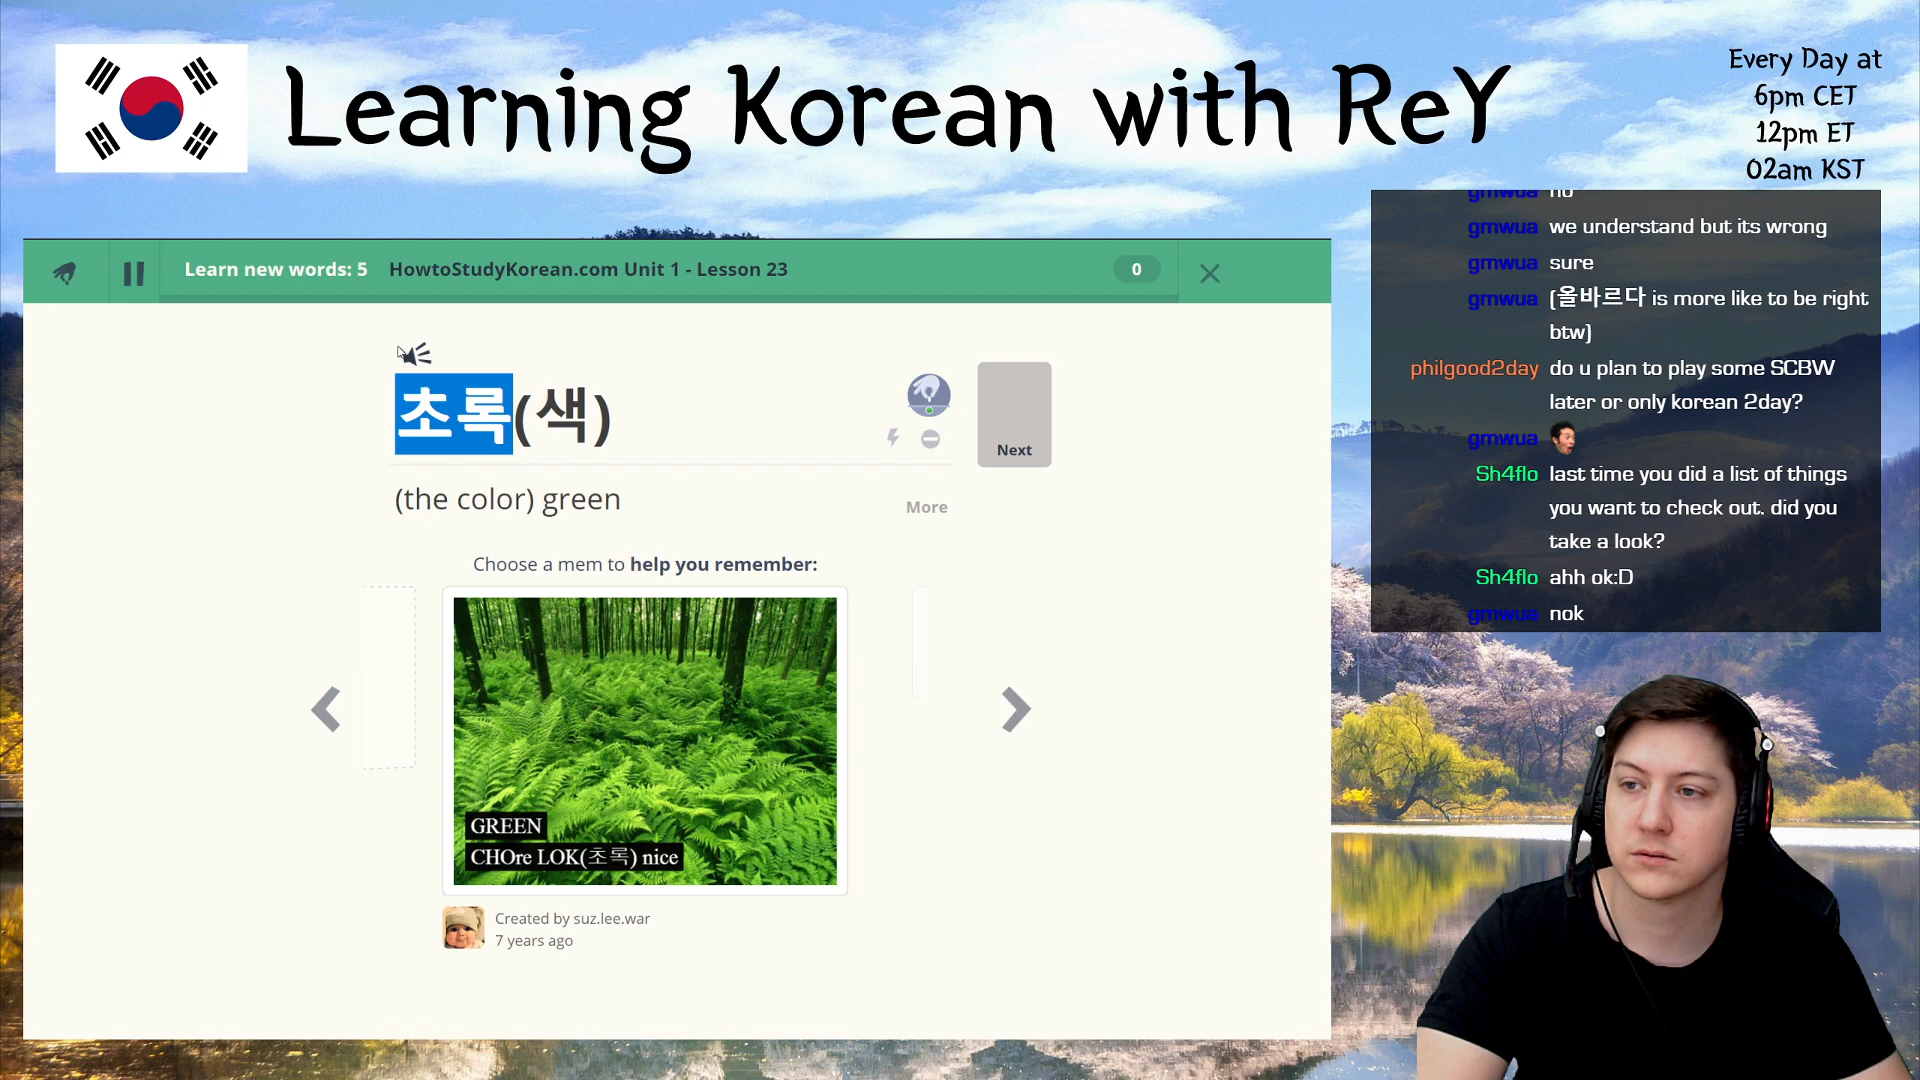 Learning Korean with ReY
Every Day at
6pm CET
12pm ET
02am KST
Learn new words: 5 HowtoStudyKorean.com Unit 1 - Lesson 23
0
초록(색)
Next
(the color) green
More
Choose a mem to help you remember:
GREEN
CHOre LOK(초록) nice
Created by suz.lee.war
7 years ago
gmwua no
gmwua we understand but its wrong
gmwua sure
gmwua (올바르다 is more like to be right
btw)
philgood2day do u plan to play some SCBW
later or only korean 2day?
gmwua
Sh4flo last time you did a list of things
you want to check out. did you
take a look?
Sh4flo ahh ok:D
gmwua nok